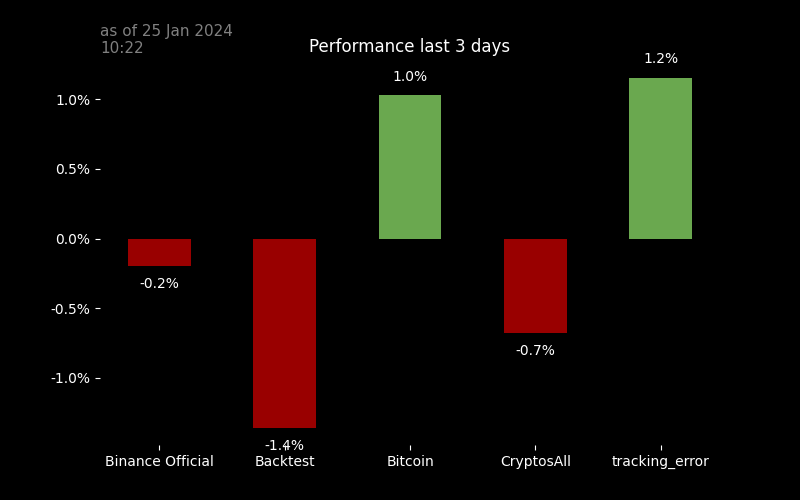 as of 25 Jan 2024
10:22
Performance last 3 days
1.2%
1.0%
1.0%
0.5%
0.0%
-0.2%
-0.5%
-0.7%
-1.0%
-1.4%
Binance Official
Backtest
Bitcoin
CryptosAll
tracking_error